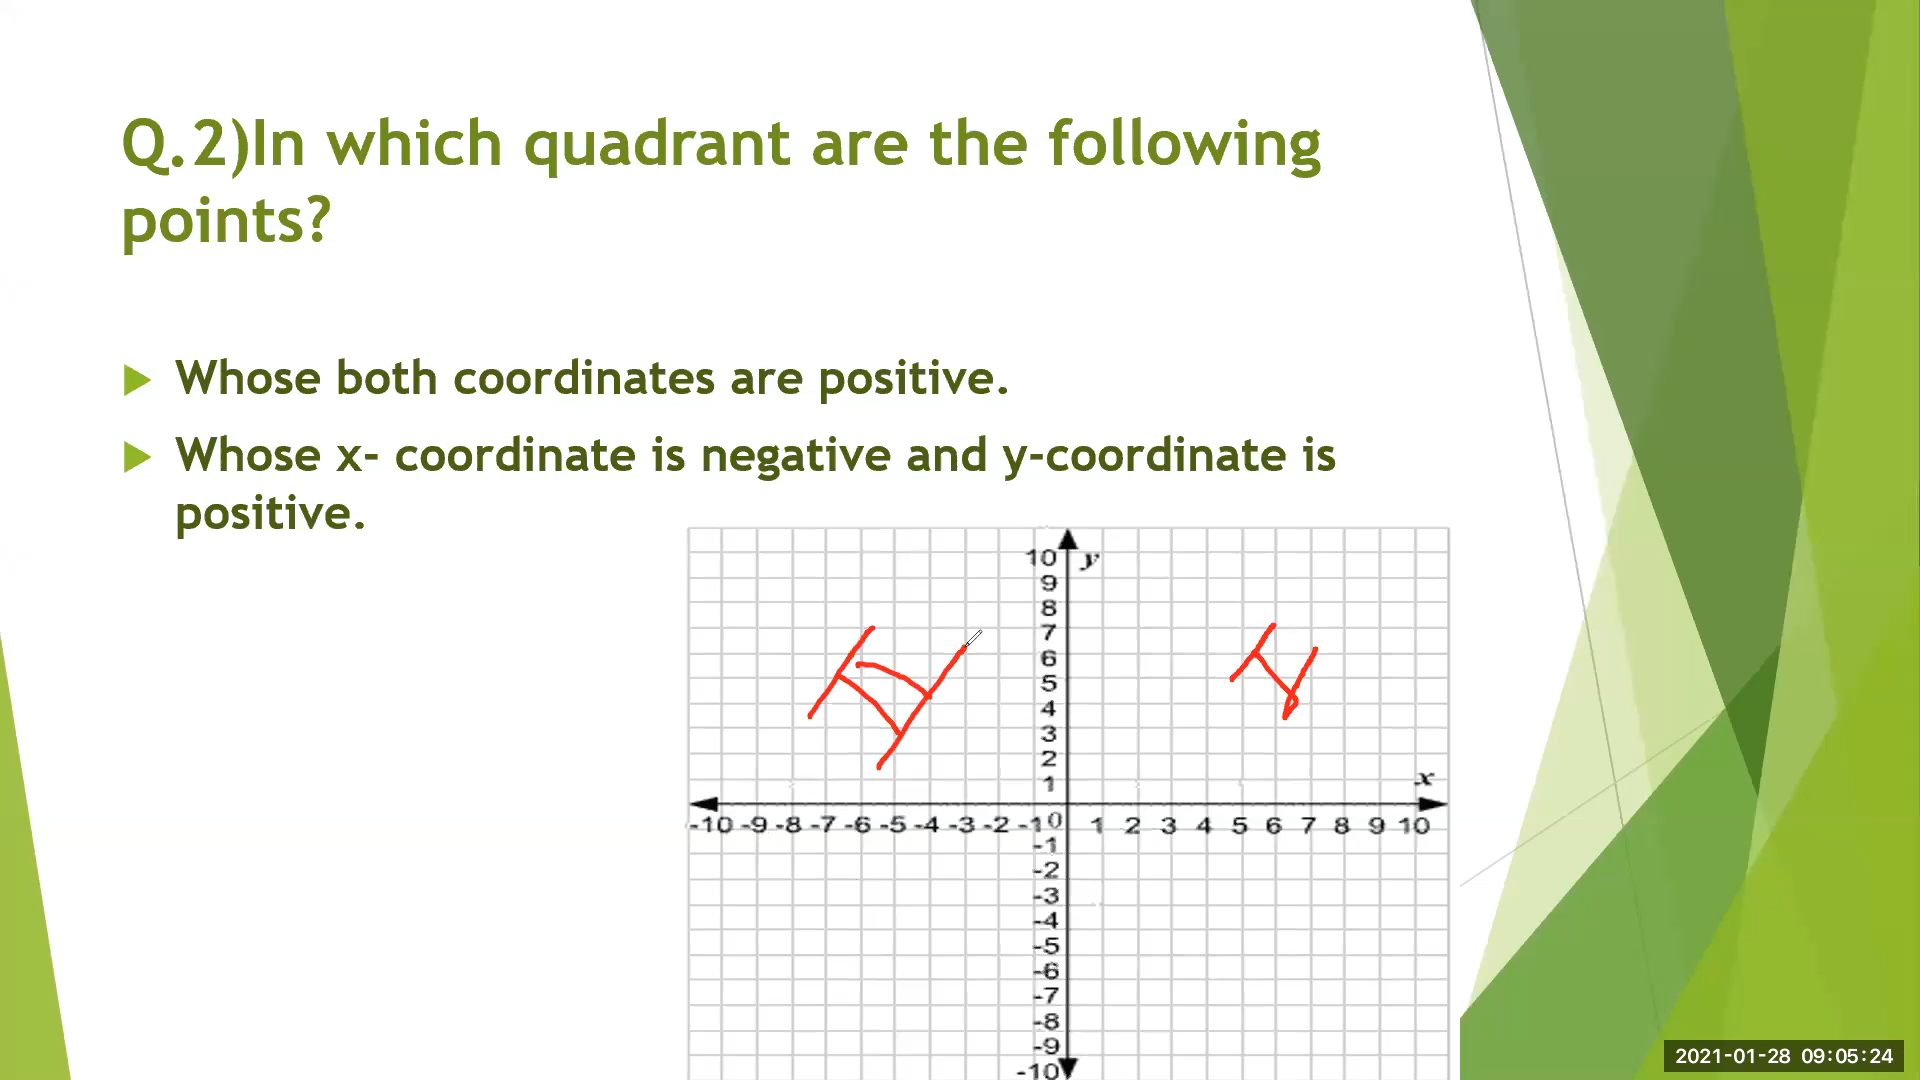 Q.2)In which quadrant are the following
points?
Whose both coordinates are positive.
Whose x- coordinate is negative and y-coordinate is
positive.
10 y
9
8
7
6
5
4
3
2
1
x
-10 -9 -8 -7 -6 -5 -4 -3 -2 -1 0 1 2 3 4 5 6 7 8 9 10
-1
-2
-3
-4
-5
-6
-7
-8
-9
-10
I
II
2021-01-28 09:05:24